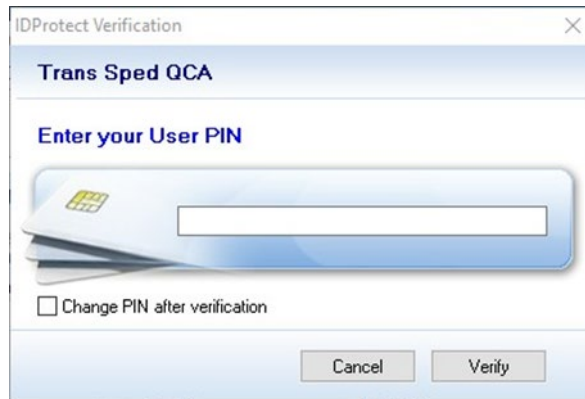 IDProtect Verification
Trans Sped QCA
Enter your User PIN
Change PIN after verification
Cancel Verify